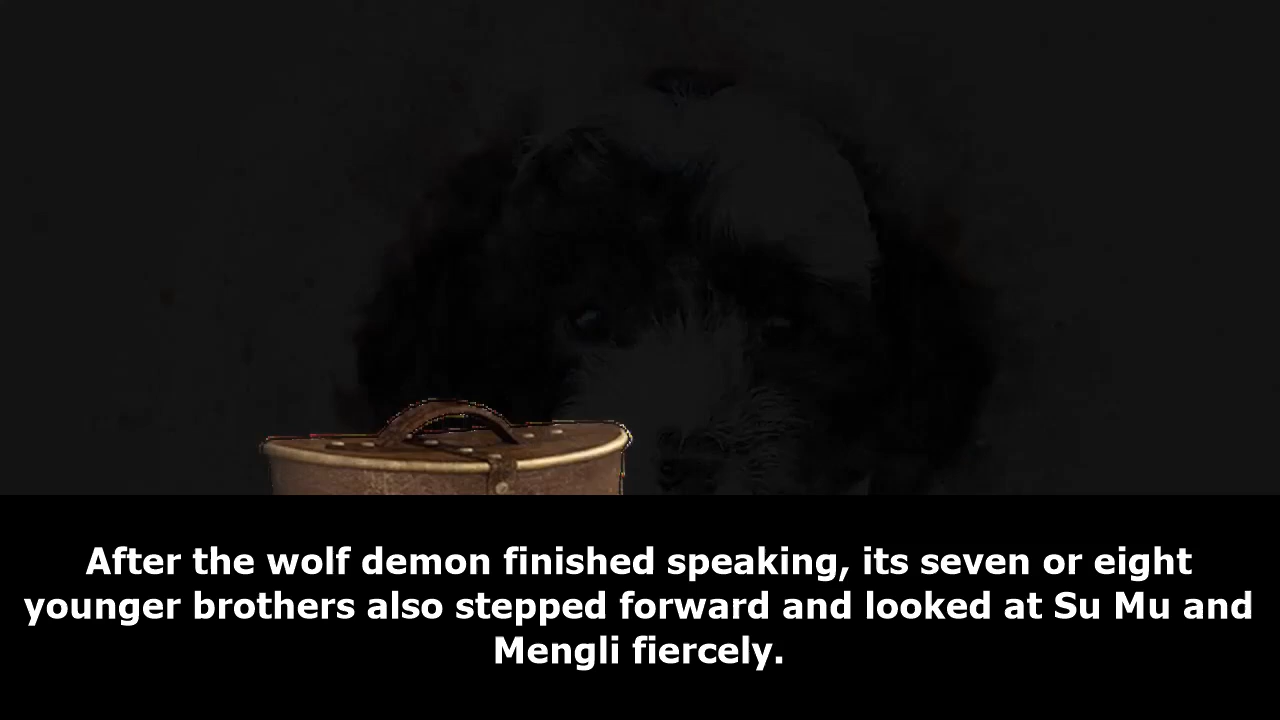 After the wolf demon finished speaking, its seven or eight
younger brothers also stepped forward and looked at Su Mu and
Mengli fiercely.